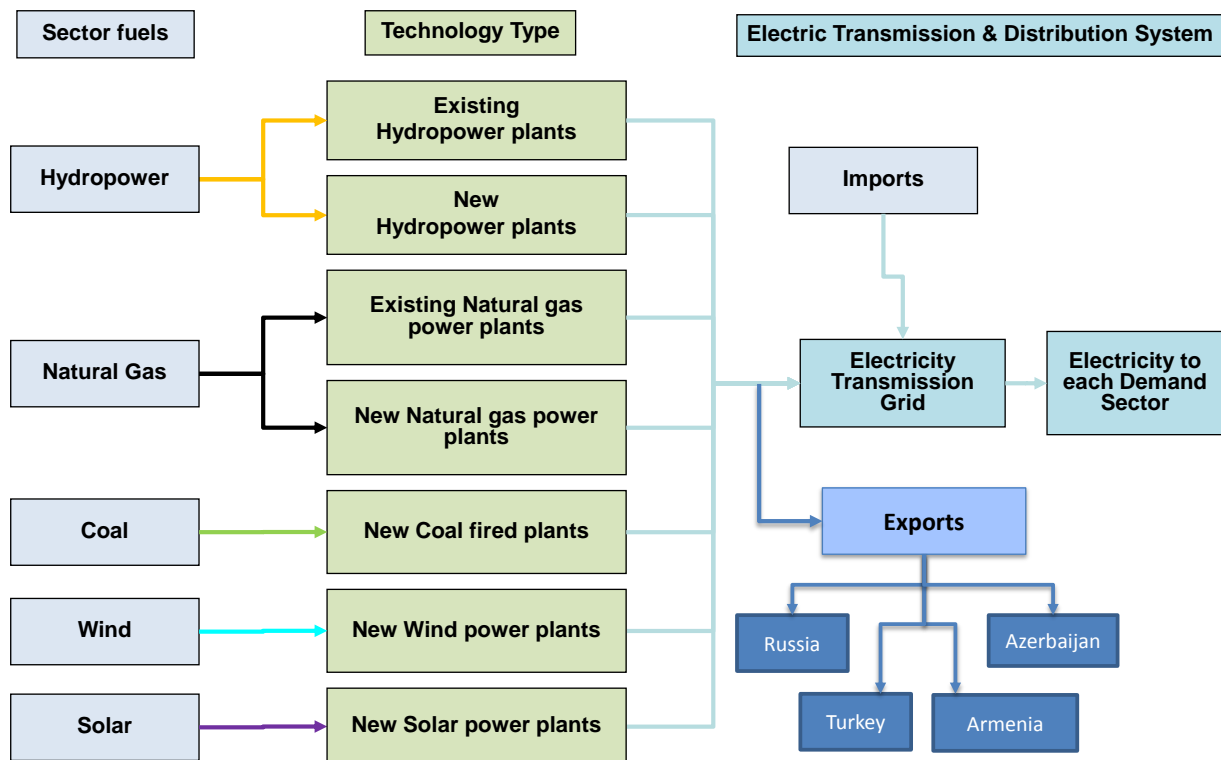 Sector fuels
Technology Type
Electric Transmission & Distribution System
Hydropower
Natural Gas
Coal
Wind
Solar
Existing
Hydropower plants
New
Hydropower plants
Existing Natural gas
power plants
New Natural gas power
plants
New Coal fired plants
New Wind power plants
New Solar power plants
Imports
Electricity
Transmission
Grid
Electricity to
each Demand
Sector
Exports
Russia
Azerbaijan
Turkey
Armenia